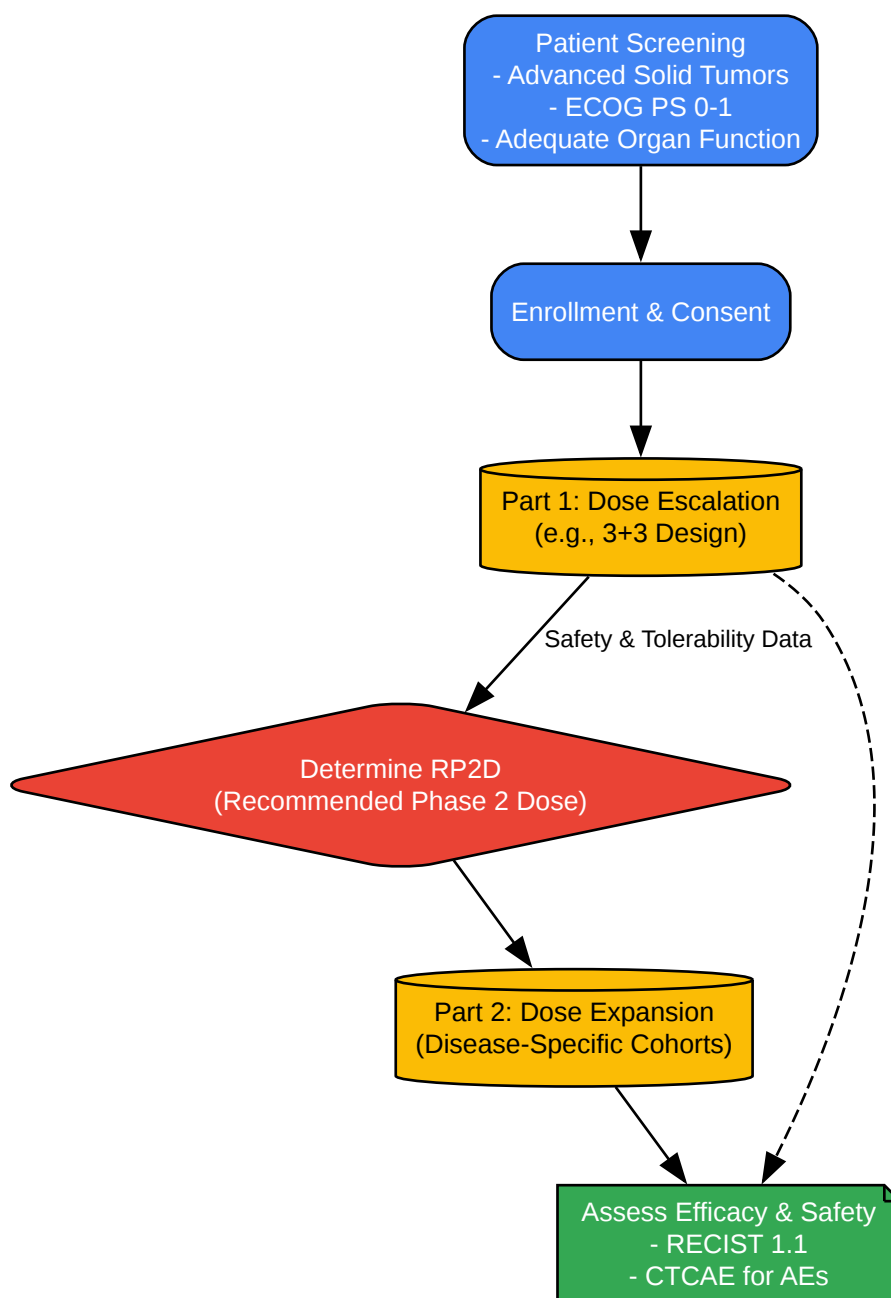 Patient Screening
- Advanced Solid Tumors
- ECOG PS 0-1
- Adequate Organ Function
Enrollment & Consent
Part 1: Dose Escalation
(e.g., 3+3 Design)
Safety & Tolerability Data
Determine RP2D
(Recommended Phase 2 Dose)
Part 2: Dose Expansion
(Disease-Specific Cohorts)
Assess Efficacy & Safety
- RECIST 1.1
- CTCAE for AEs